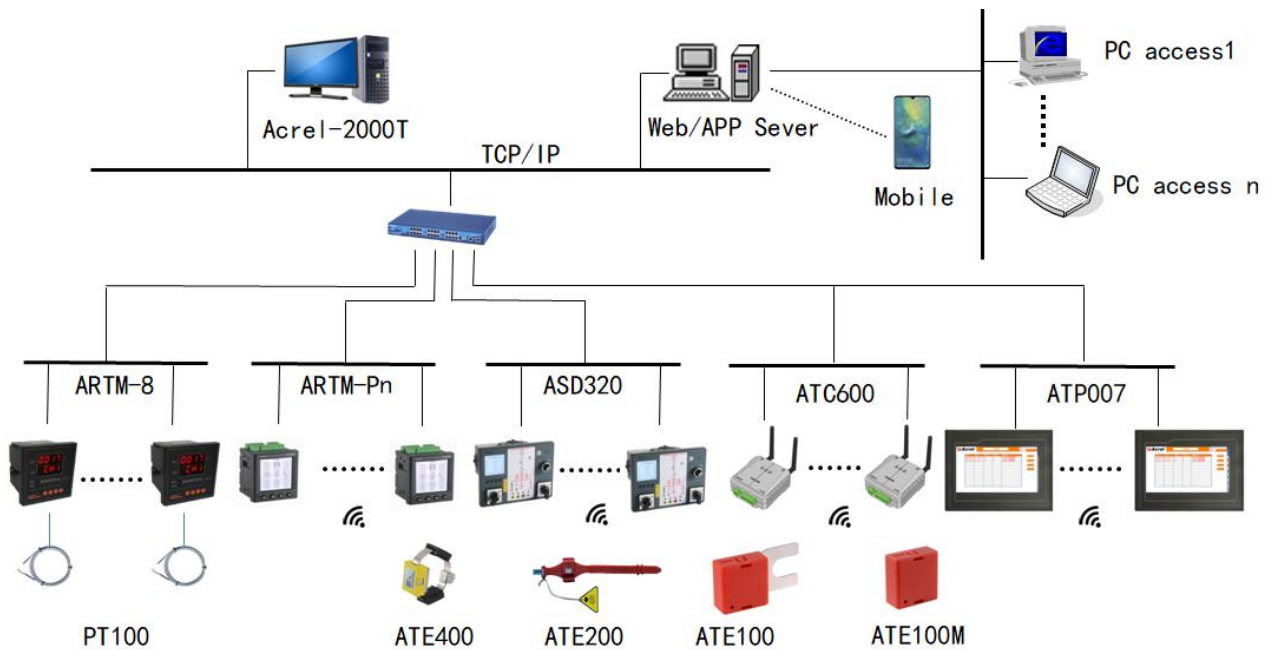 PC access1
Acrel-2000T
Web/APP Sever
TCP/IP
Mobile
PC access n
ARTM-8
ARTM-Pn
ASD320
ATC600
ATP007
PT100
ATE400
ATE200
ATE100
ATE100M